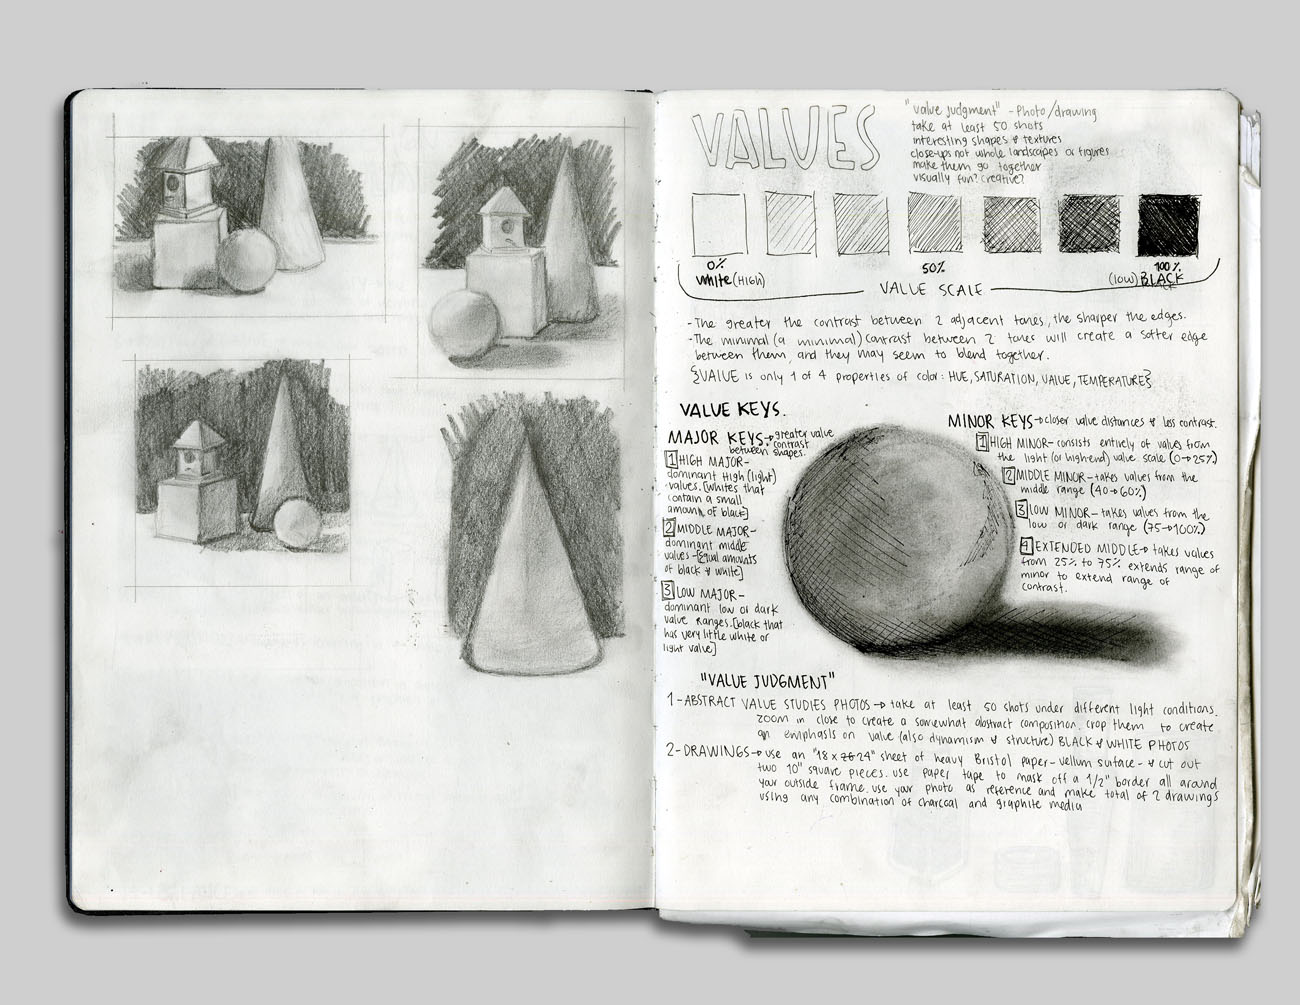 VALUES
"value judgment" - Photo/drawing
take at least 50 shots
interesting shapes & textures
close-ups not whole landscapes or figures
make them go together
visually fun? creative?
0% 50% 100%
white (HIGH) (low) BLACK
VALUE SCALE
- The greater the contrast between 2 adjacent tones, the sharper the edges.
- The minimal (a minimal) contrast between 2 tones will create a softer edge
between them, and they may seem to blend together.
{VALUE is only 1 of 4 properties of color: HUE, SATURATION, VALUE, TEMPERATURE}
VALUE KEYS.
MAJOR KEYS→greater value
contrast
between shapes.
1 HIGH MAJOR-
dominant High (light)
values. [whites that
contain a small
amount of black]
2 MIDDLE MAJOR-
dominant middle
values - [Equal amounts
of black & white]
3 LOW MAJOR-
dominant low or dark
value ranges. [black that
has very little white or
light value]
MINOR KEYS→closer value distances & less contrast.
1 HIGH MINOR- consists entirely of values from
the light (or high end) value scale (0→25%)
2 MIDDLE MINOR- takes values from the
middle range (40→60%)
3 LOW MINOR- takes values from the
low or dark range (75→100%)
4 EXTENDED MIDDLE→ takes values
from 25% to 75% extends range of
minor to extend range of
contrast.
"VALUE JUDGMENT"
1-ABSTRACT VALUE STUDIES PHOTOS→ take at least 50 shots under different light conditions.
zoom in close to create a somewhat abstract composition. crop them to create
an emphasis on value (also dynamism & structure) BLACK & WHITE PHOTOS
2-DRAWINGS→ use an "18 x 24" sheet of heavy Bristol paper- vellum surface- & cut out
two 10" square pieces. use paper tape to mask off a 1/2" border all around
your outside frame. use your photo as reference and make total of 2 drawings
using any combination of charcoal and graphite media